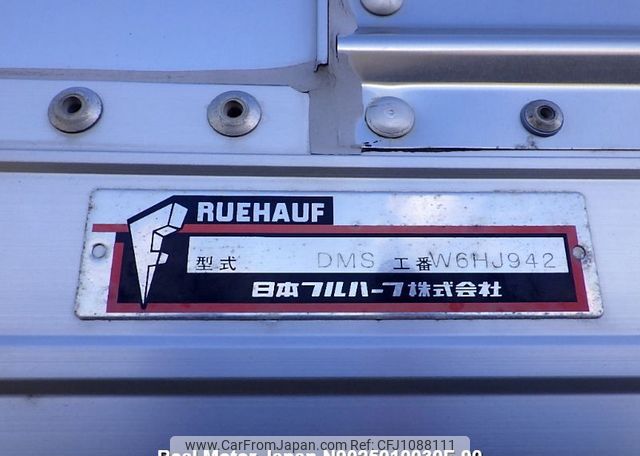 FRUEHAUF
型式 DMS 工番 W6HJ942
日本フルハーフ株式会社
www.CarFromJapan.com | Ref: CFJ1088111